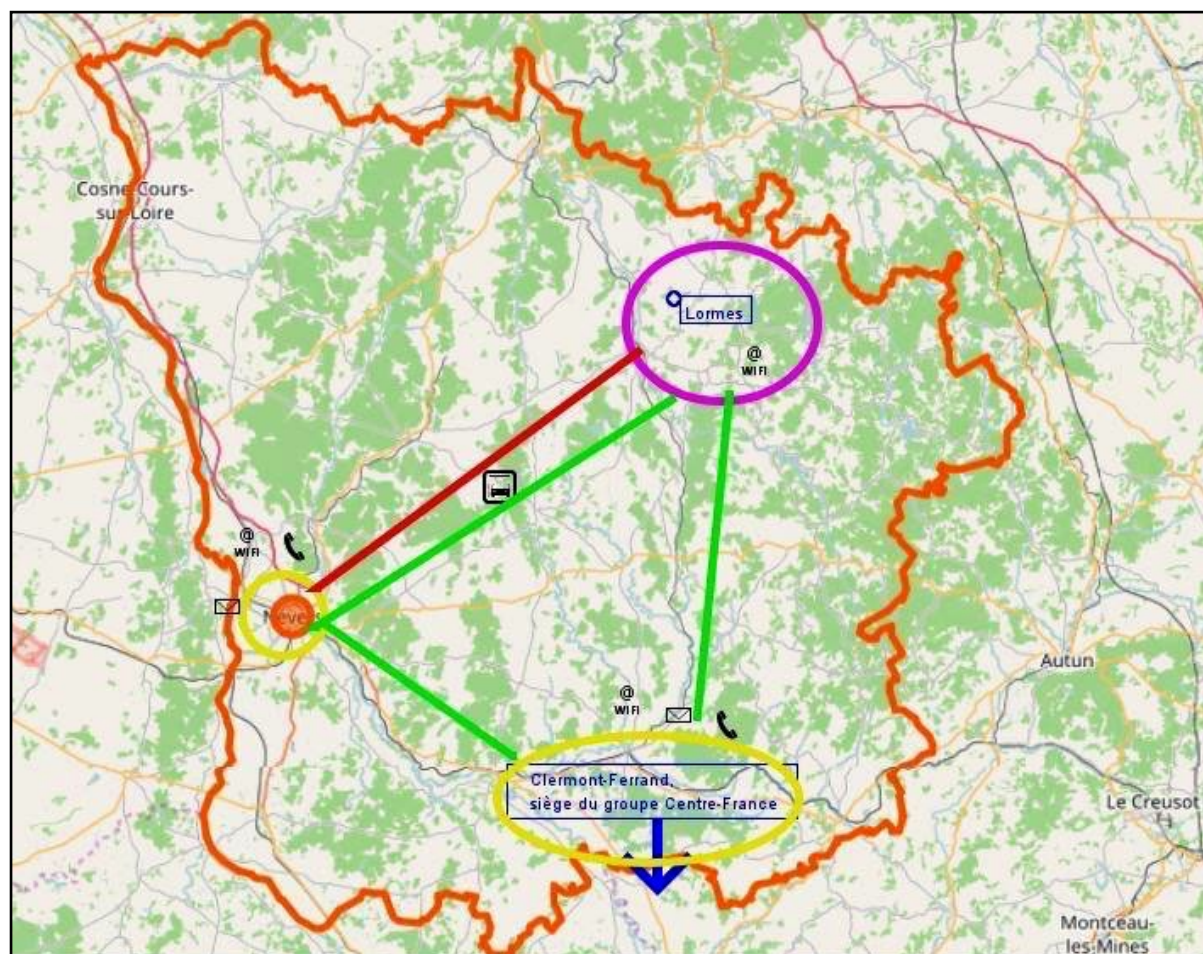 Cosne-Cours-
sur-Loire
Lormes
@
WIFI
@
WIFI
Nevers
@
WIFI
Autun
Clermont-Ferrand,
siège du groupe Centre-France
Le Creusot
Montceau-
les-Mines